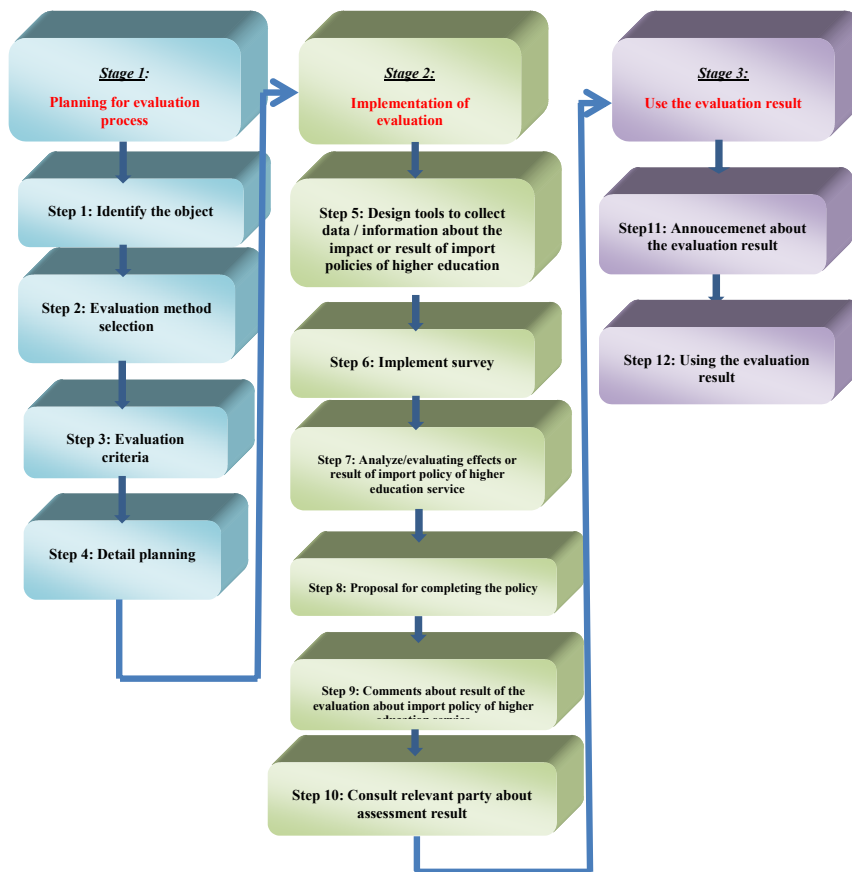 Stage 1:
Planning for evaluation
process
Step 1: Identify the object
Step 2: Evaluation method
selection
Step 3: Evaluation
criteria
Step 4: Detail planning
Stage 2:
Implementation of
evaluation
Step 5: Design tools to collect
data / information about the
impact or result of import
policies of higher education
Step 6: Implement survey
Step 7: Analyze/evaluating effects or
result of import policy of higher
education service
Step 8: Proposal for completing the policy
Step 9: Comments about result of the
evaluation about import policy of higher
education service
Step 10: Consult relevant party about
assessment result
Stage 3:
Use the evaluation result
Step11: Annoucemenet about
the evaluation result
Step 12: Using the evaluation
result